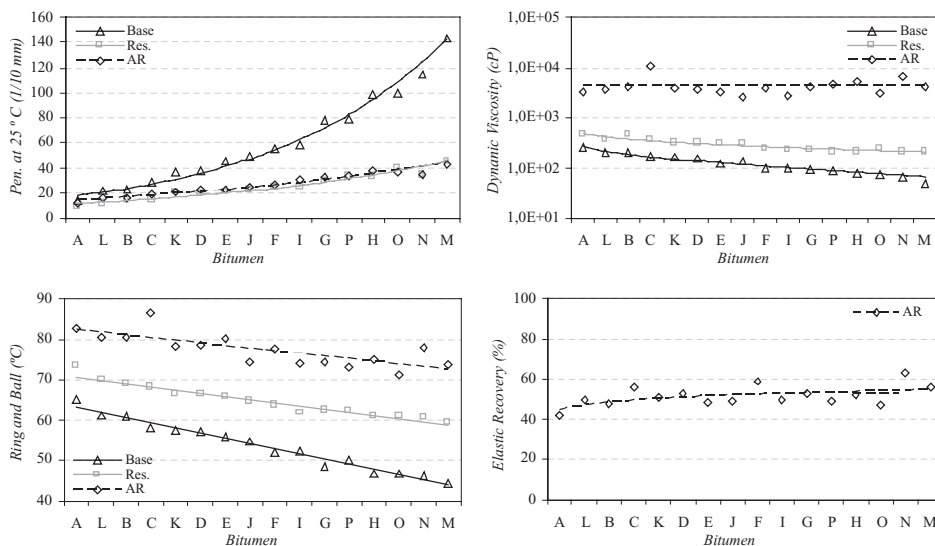 160
140
120
100
80
60
40
20
0
Pen. at 25 º C (1/10 mm)
Base
Res.
AR
A L B C K D E J F I G P H O N M
Bitumen
1,0E+05
1,0E+04
1,0E+03
1,0E+02
1,0E+01
Dynamic Viscosity (cP)
Base
Res.
AR
A L B C K D E J F I G P H O N M
Bitumen
90
80
70
60
50
40
Ring and Ball (ºC)
Base
Res.
AR
A L B C K D E J F I G P H O N M
Bitumen
100
80
60
40
20
0
Elastic Recovery (%)
AR
A L B C K D E J F I G P H O N M
Bitumen